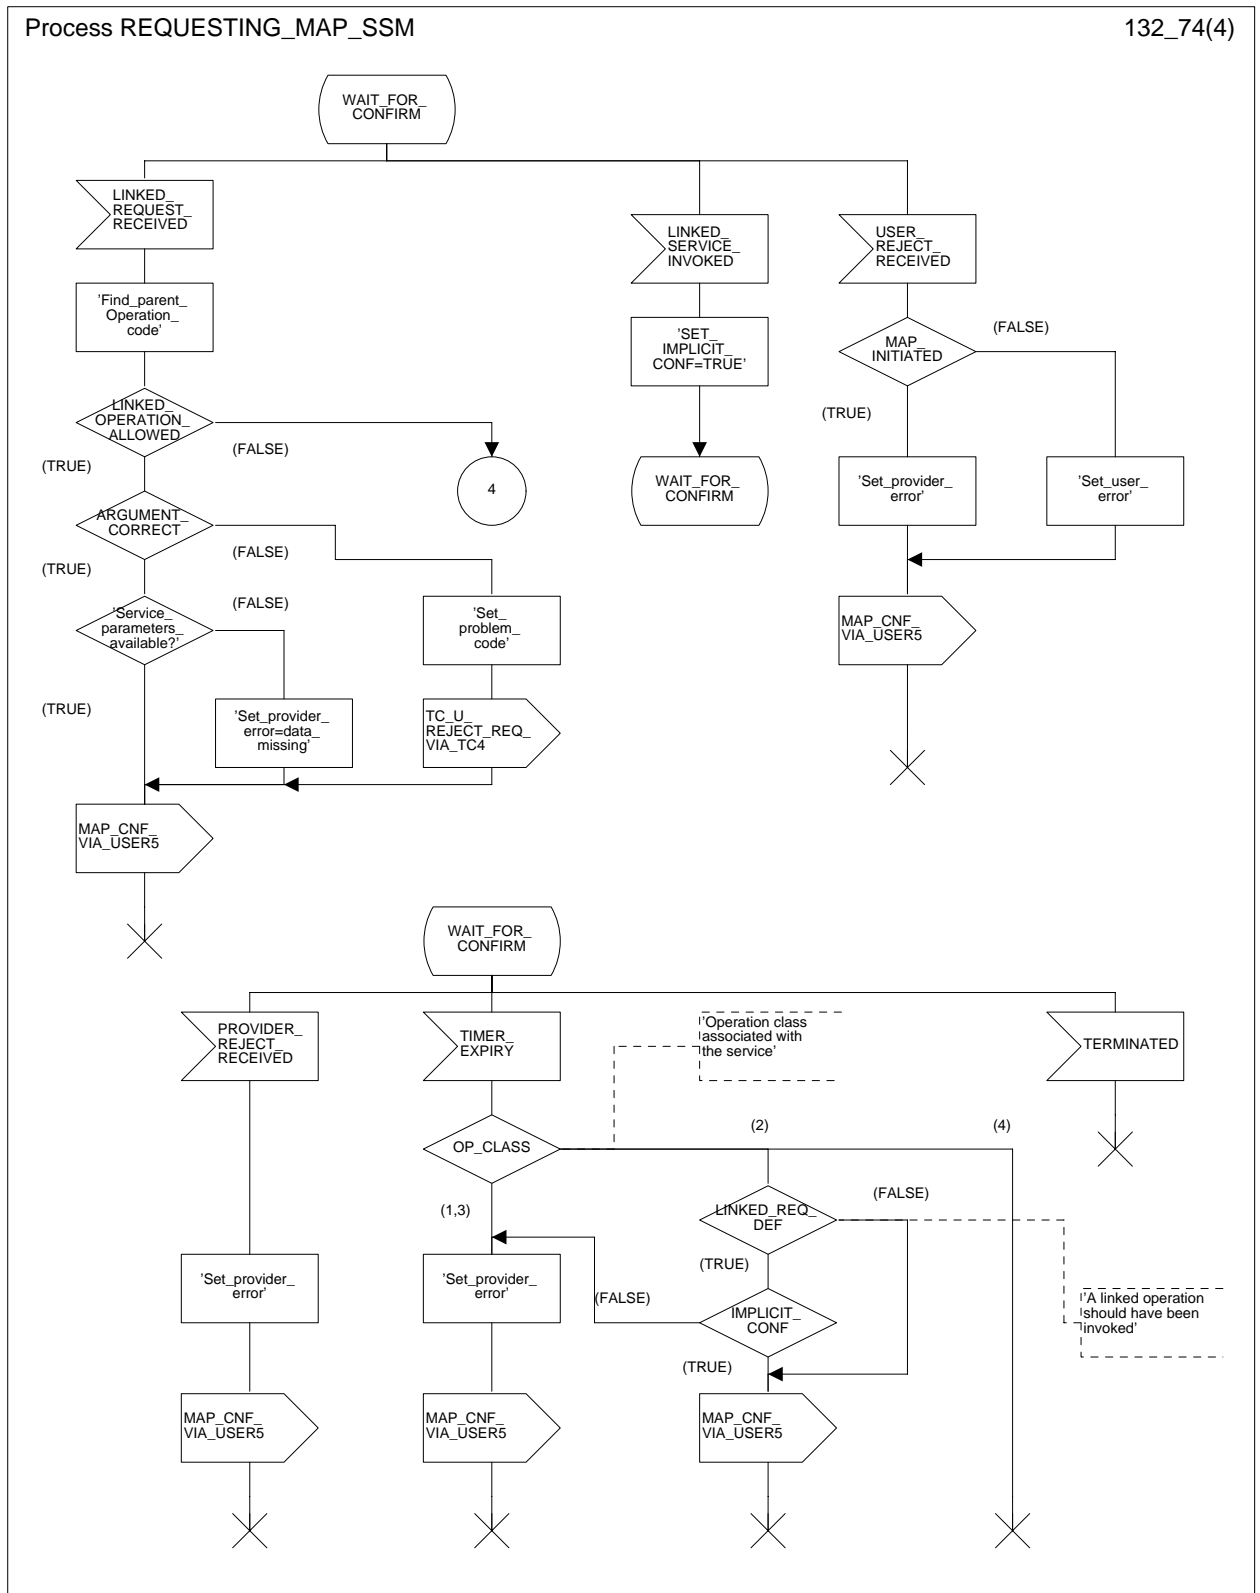 Process REQUESTING_MAP_SSM
132_74(4)
WAIT_FOR_
CONFIRM
LINKED_
REQUEST_
RECEIVED
LINKED_
SERVICE_
INVOKED
USER_
REJECT_
RECEIVED
'Find_parent_
Operation_
code'
'SET_
IMPLICIT_
CONF=TRUE'
MAP_
INITIATED
(FALSE)
(TRUE)
LINKED_
OPERATION_
ALLOWED
(FALSE)
(TRUE)
4
WAIT_FOR_
CONFIRM
'Set_provider_
error'
'Set_user_
error'
ARGUMENT_
CORRECT
(FALSE)
(TRUE)
'Service_
parameters_
available?'
(FALSE)
(TRUE)
'Set_
problem_
code'
MAP_CNF_
VIA_USER5
'Set_provider_
error=data_
missing'
TC_U_
REJECT_REQ_
VIA_TC4
MAP_CNF_
VIA_USER5
WAIT_FOR_
CONFIRM
PROVIDER_
REJECT_
RECEIVED
TIMER_
EXPIRY
'Operation class
associated with
the service'
TERMINATED
OP_CLASS
(2)
(4)
(1,3)
LINKED_REQ_
DEF
(FALSE)
(TRUE)
'Set_provider_
error'
'Set_provider_
error'
(FALSE)
IMPLICIT_
CONF
(TRUE)
'A linked operation
should have been
invoked'
MAP_CNF_
VIA_USER5
MAP_CNF_
VIA_USER5
MAP_CNF_
VIA_USER5